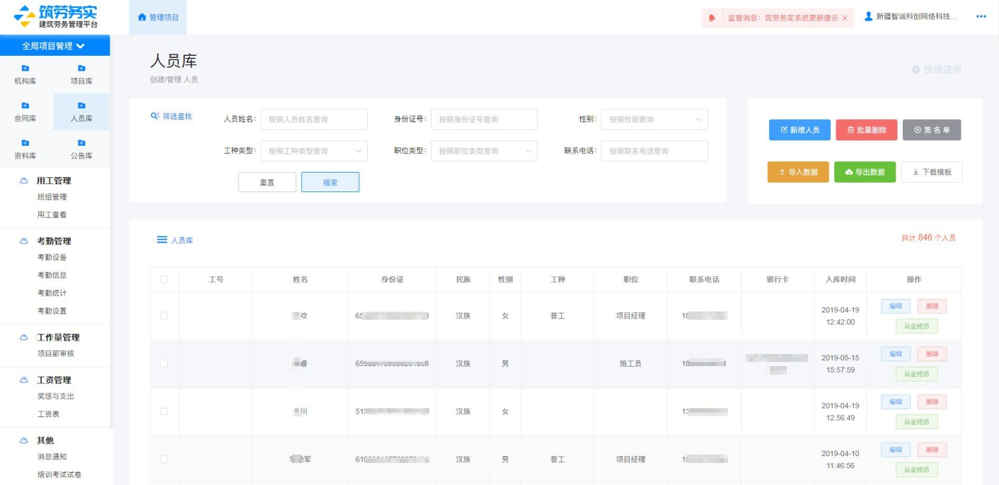 筑劳务实
建筑劳务管理平台
管理项目
监管消息：筑劳务实系统更新提示
新疆智诚科创网络科技...
全局项目管理
机构库
项目库
合同库
人员库
资料库
公告库
用工管理
班组管理
用工查看
考勤管理
考勤设备
考勤信息
考勤统计
考勤设置
工作量管理
项目部审核
工资管理
奖惩与支出
工资表
其他
消息通知
培训考试试卷
人员库
创建/管理 人员
快速使用
筛选查找
人员姓名: 按照人员姓名查询
身份证号: 按照身份证号查询
性别: 按照性别查询
工种类型: 按照工种类型查询
职位类型: 按照职位类型查询
联系电话: 按照联系电话查询
重置
搜索
新增人员
批量删除
黑 名 单
导入数据
导出数据
下载模板
人员库
共计 846 个人员
工号 姓名 身份证 民族 性别 工种 职位 联系电话 银行卡 入库时间 操作
欢 65 0 汉族 女 普工 项目经理 18 2019-04-19
12:42:00
编辑 删除
从业经历
睿 8 汉族 男 施工员 18 1 2019-05-15
15:57:59
编辑 删除
从业经历
川 51 汉族 女 13 2019-04-19
12:56:49
编辑 删除
从业经历
军 61 汉族 男 普工 项目经理 2019-04-10
11:46:56
编辑 删除
从业经历